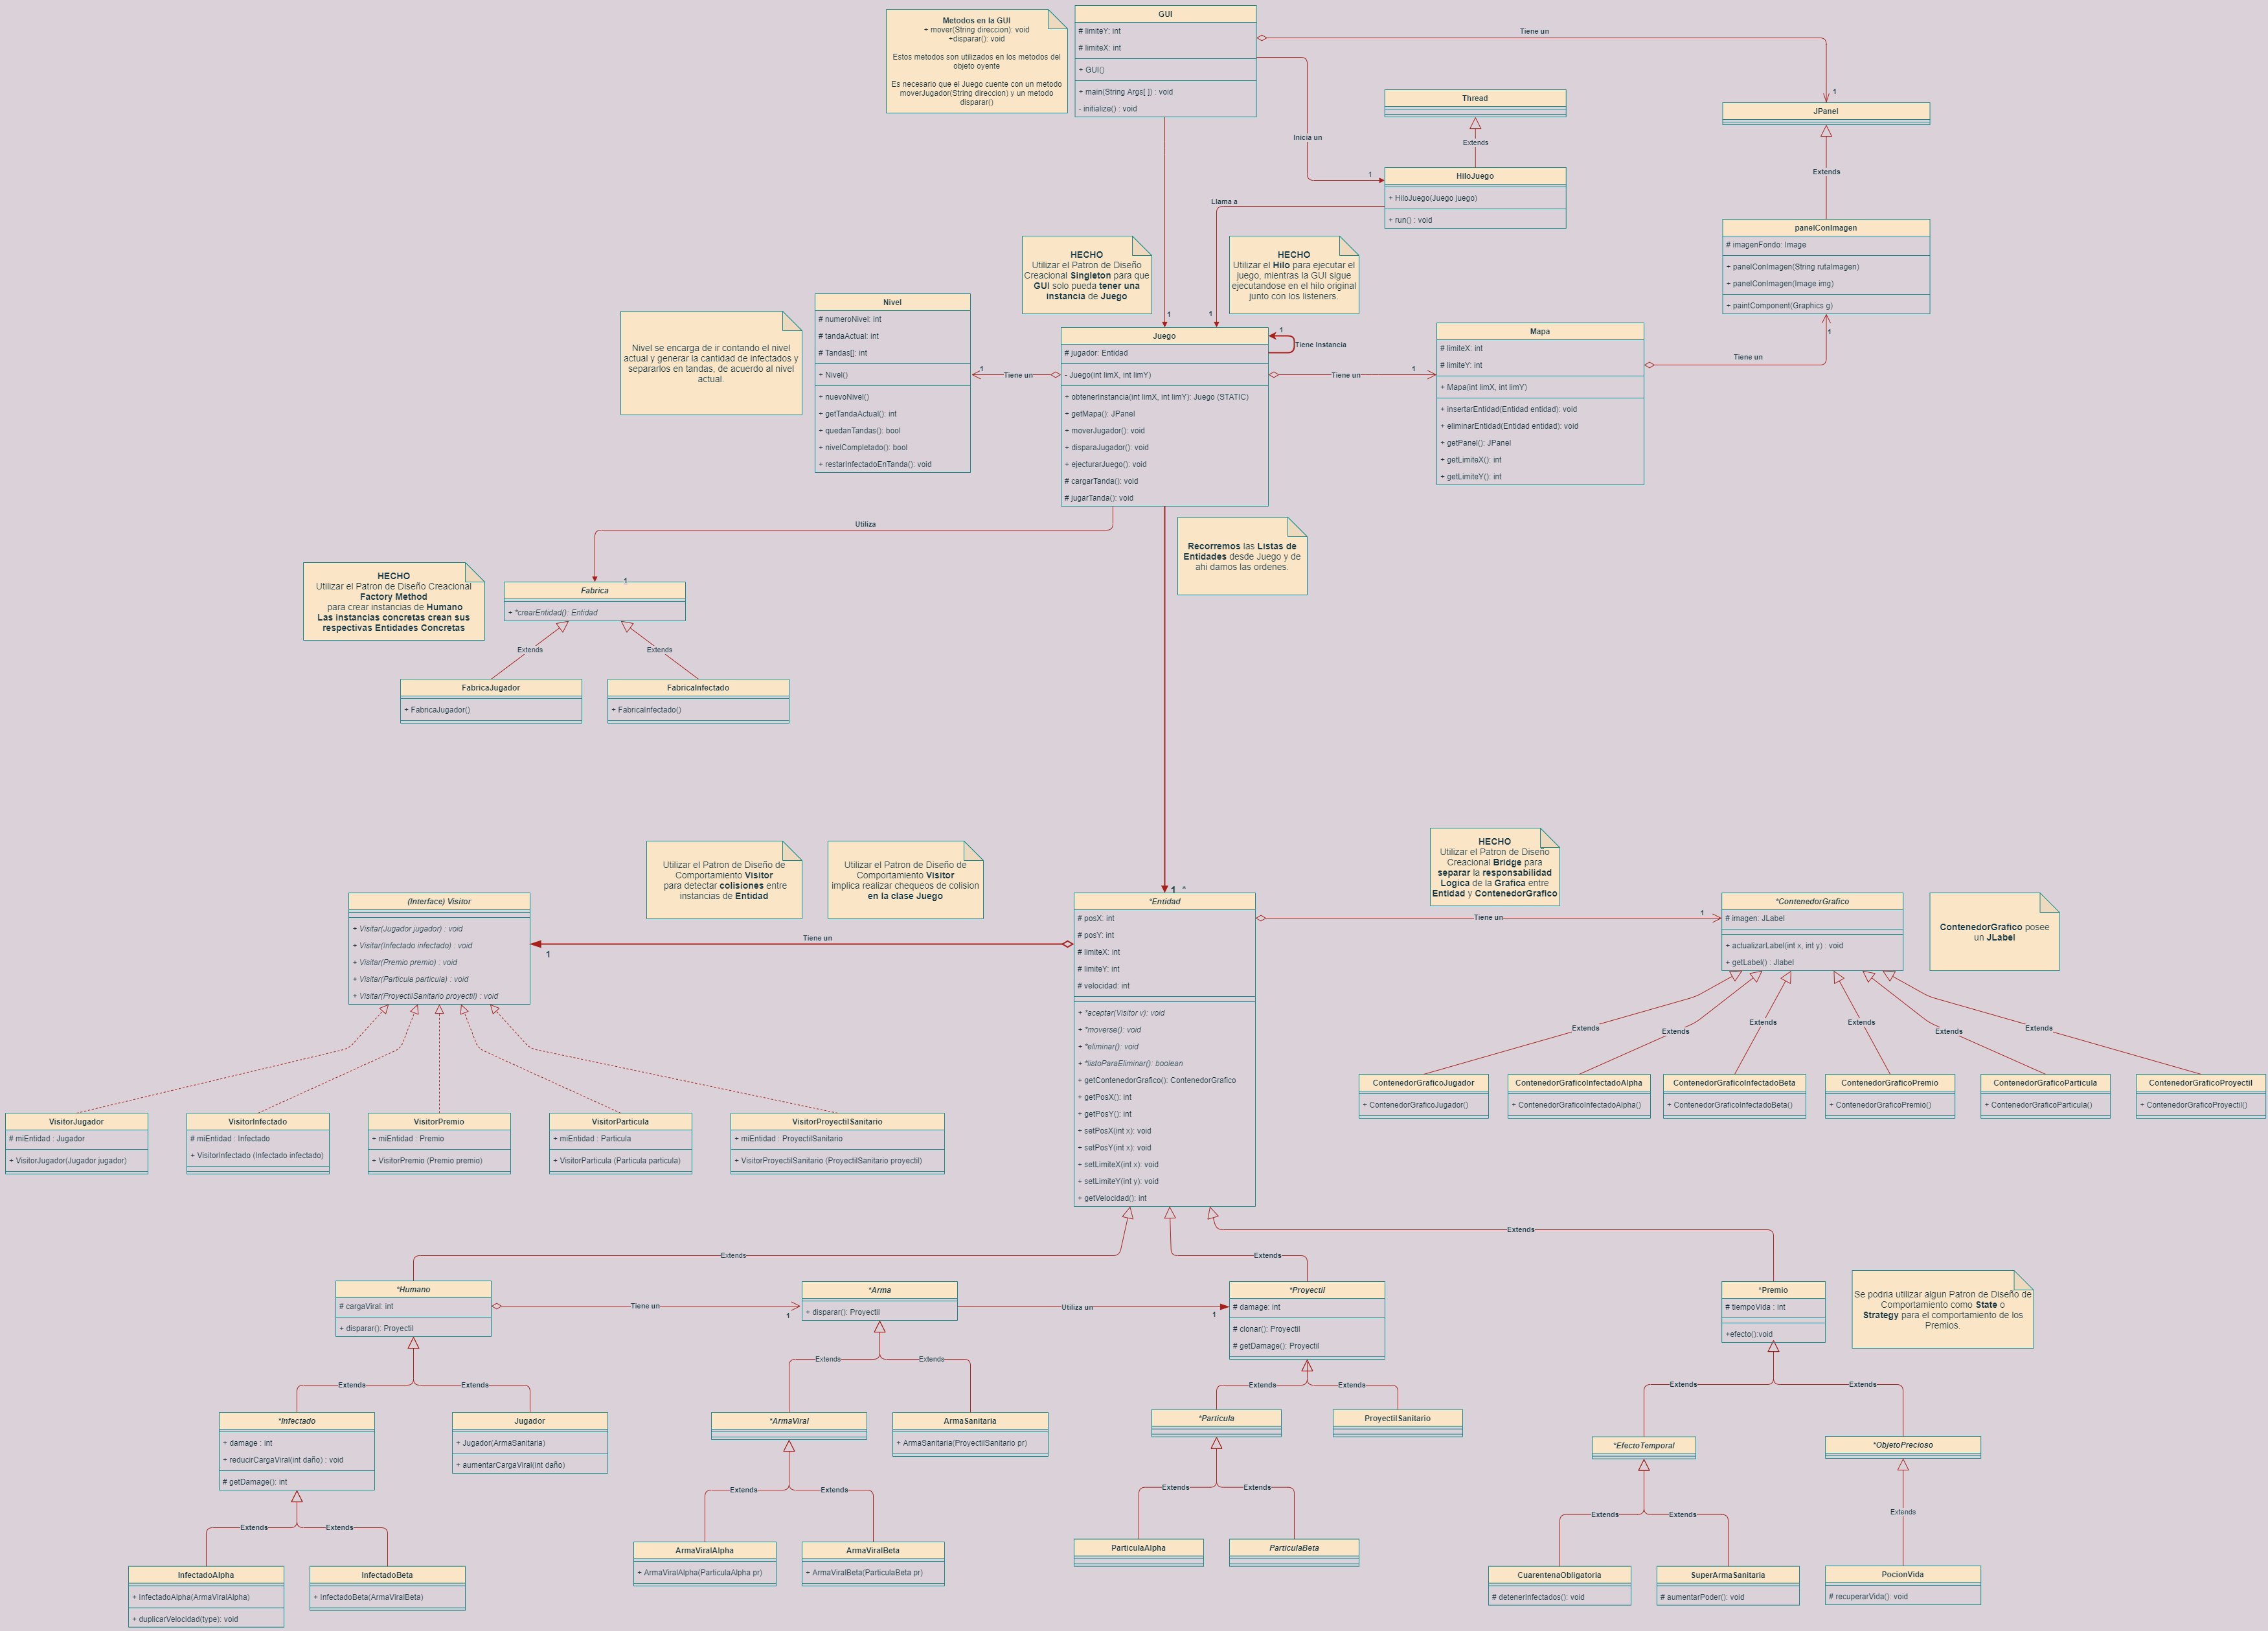 Metodos en la GUI
+ mover(String direccion): void
+disparar(): void
Estos metodos son utilizados en los metodos del
objeto oyente
Es necesario que el Juego cuente con un metodo
moverJugador(String direccion) y un metodo
disparar()
GUI
# limiteY: int
# limiteX: int
+ GUI()
+ main(String Args[ ]) : void
- initialize() : void
Tiene un
1
Inicia un
1
Thread
Extends
HiloJuego
+ HiloJuego(Juego juego)
+ run() : void
Llama a
1
1
JPanel
Extends
panelConImagen
# imagenFondo: Image
+ panelConImagen(String rutaImagen)
+ panelConImagen(Image img)
+ paintComponent(Graphics g)
1
HECHO
Utilizar el Patron de Diseño
Creacional Singleton para que
GUI solo pueda tener una
instancia de Juego
HECHO
Utilizar el Hilo para ejecutar el
juego, mientras la GUI sigue
ejecutandose en el hilo original
junto con los listeners.
Nivel se encarga de ir contando el nivel
actual y generar la cantidad de infectados y
separarlos en tandas, de acuerdo al nivel
actual.
Nivel
# numeroNivel: int
# tandaActual: int
# Tandas[]: int
+ Nivel()
+ nuevoNivel()
+ getTandaActual(): int
+ quedanTandas(): bool
+ nivelCompletado(): bool
+ restarInfectadoEnTanda(): void
1
Tiene un
Juego
# jugador: Entidad
- Juego(int limX, int limY)
+ obtenerInstancia(int limX, int limY): Juego (STATIC)
+ getMapa(): JPanel
+ moverJugador(): void
+ disparaJugador(): void
+ ejecturarJuego(): void
# cargarTanda(): void
# jugarTanda(): void
1
Tiene Instancia
Tiene un
1
Mapa
# limiteX: int
# limiteY: int
+ Mapa(int limX, int limY)
+ insertarEntidad(Entidad entidad): void
+ eliminarEntidad(Entidad entidad): void
+ getPanel(): JPanel
+ getLimiteX(): int
+ getLimiteY(): int
Tiene un
Utiliza
1
Recorremos las Listas de
Entidades desde Juego y de
ahi damos las ordenes.
HECHO
Utilizar el Patron de Diseño Creacional
Factory Method
para crear instancias de Humano
Las instancias concretas crean sus
respectivas Entidades Concretas
Fabrica
+ *crearEntidad(): Entidad
Extends
Extends
FabricaJugador
+ FabricaJugador()
FabricaInfectado
+ FabricaInfectado()
Utilizar el Patron de Diseño de
Comportamiento Visitor
para detectar colisiones entre
instancias de Entidad
Utilizar el Patron de Diseño de
Comportamiento Visitor
implica realizar chequeos de colision
en la clase Juego
HECHO
Utilizar el Patron de Diseño
Creacional Bridge para
separar la responsabilidad
Logica de la Grafica entre
Entidad y ContenedorGrafico
ContenedorGrafico posee
un JLabel
(Interface) Visitor
+ Visitar(Jugador jugador) : void
+ Visitar(Infectado infectado) : void
+ Visitar(Premio premio) : void
+ Visitar(Particula particula) : void
+ Visitar(ProyectilSanitario proyectil) : void
Tiene un
1
1..*
*Entidad
# posX: int
# posY: int
# limiteX: int
# limiteY: int
# velocidad: int
+ *aceptar(Visitor v): void
+ *moverse(): void
+ *eliminar(): void
+ *listoParaEliminar(): boolean
+ getContenedorGrafico(): ContenedorGrafico
+ getPosX(): int
+ getPosY(): int
+ setPosX(int x): void
+ setPosY(int x): void
+ setLimiteX(int x): void
+ setLimiteY(int y): void
+ getVelocidad(): int
Tiene un
1
*ContenedorGrafico
# imagen: JLabel
+ actualizarLabel(int x, int y) : void
+ getLabel() : Jlabel
Extends
Extends
Extends
Extends
Extends
Extends
ContenedorGraficoJugador
+ ContenedorGraficoJugador()
ContenedorGraficoInfectadoAlpha
+ ContenedorGraficoInfectadoAlpha()
ContenedorGraficoInfectadoBeta
+ ContenedorGraficoInfectadoBeta()
ContenedorGraficoPremio
+ ContenedorGraficoPremio()
ContenedorGraficoParticula
+ ContenedorGraficoParticula()
ContenedorGraficoProyectil
+ ContenedorGraficoProyectil()
VisitorJugador
# miEntidad : Jugador
+ VisitorJugador(Jugador jugador)
VisitorInfectado
# miEntidad : Infectado
+ VisitorInfectado (Infectado infectado)
VisitorPremio
+ miEntidad : Premio
+ VisitorPremio (Premio premio)
VisitorParticula
+ miEntidad : Particula
+ VisitorParticula (Particula particula)
VisitorProyectilSanitario
+ miEntidad : ProyectilSanitario
+ VisitorProyectilSanitario (ProyectilSanitario proyectil)
Extends
Extends
Extends
*Humano
# cargaViral: int
+ disparar(): Proyectil
Tiene un
1
*Arma
+ disparar(): Proyectil
Utiliza un
1
*Proyectil
# damage: int
# clonar(): Proyectil
# getDamage(): Proyectil
*Premio
# tiempoVida : int
+efecto():void
Se podria utilizar algun Patron de Diseño de
Comportamiento como State o
Strategy para el comportamiento de los
Premios.
Extends
Extends
Extends
Extends
Extends
Extends
Extends
Extends
*Infectado
+ damage : int
+ reducirCargaViral(int daño) : void
# getDamage(): int
Jugador
+ Jugador(ArmaSanitaria)
+ aumentarCargaViral(int daño)
*ArmaViral
ArmaSanitaria
+ ArmaSanitaria(ProyectilSanitario pr)
*Particula
ProyectilSanitario
*EfectoTemporal
*ObjetoPrecioso
Extends
Extends
Extends
Extends
Extends
Extends
Extends
Extends
Extends
InfectadoAlpha
+ InfectadoAlpha(ArmaViralAlpha)
+ duplicarVelocidad(type): void
InfectadoBeta
+ InfectadoBeta(ArmaViralBeta)
ArmaViralAlpha
+ ArmaViralAlpha(ParticulaAlpha pr)
ArmaViralBeta
+ ArmaViralBeta(ParticulaBeta pr)
ParticulaAlpha
ParticulaBeta
CuarentenaObligatoria
# detenerInfectados(): void
SuperArmaSanitaria
# aumentarPoder(): void
PocionVida
# recuperarVida(): void